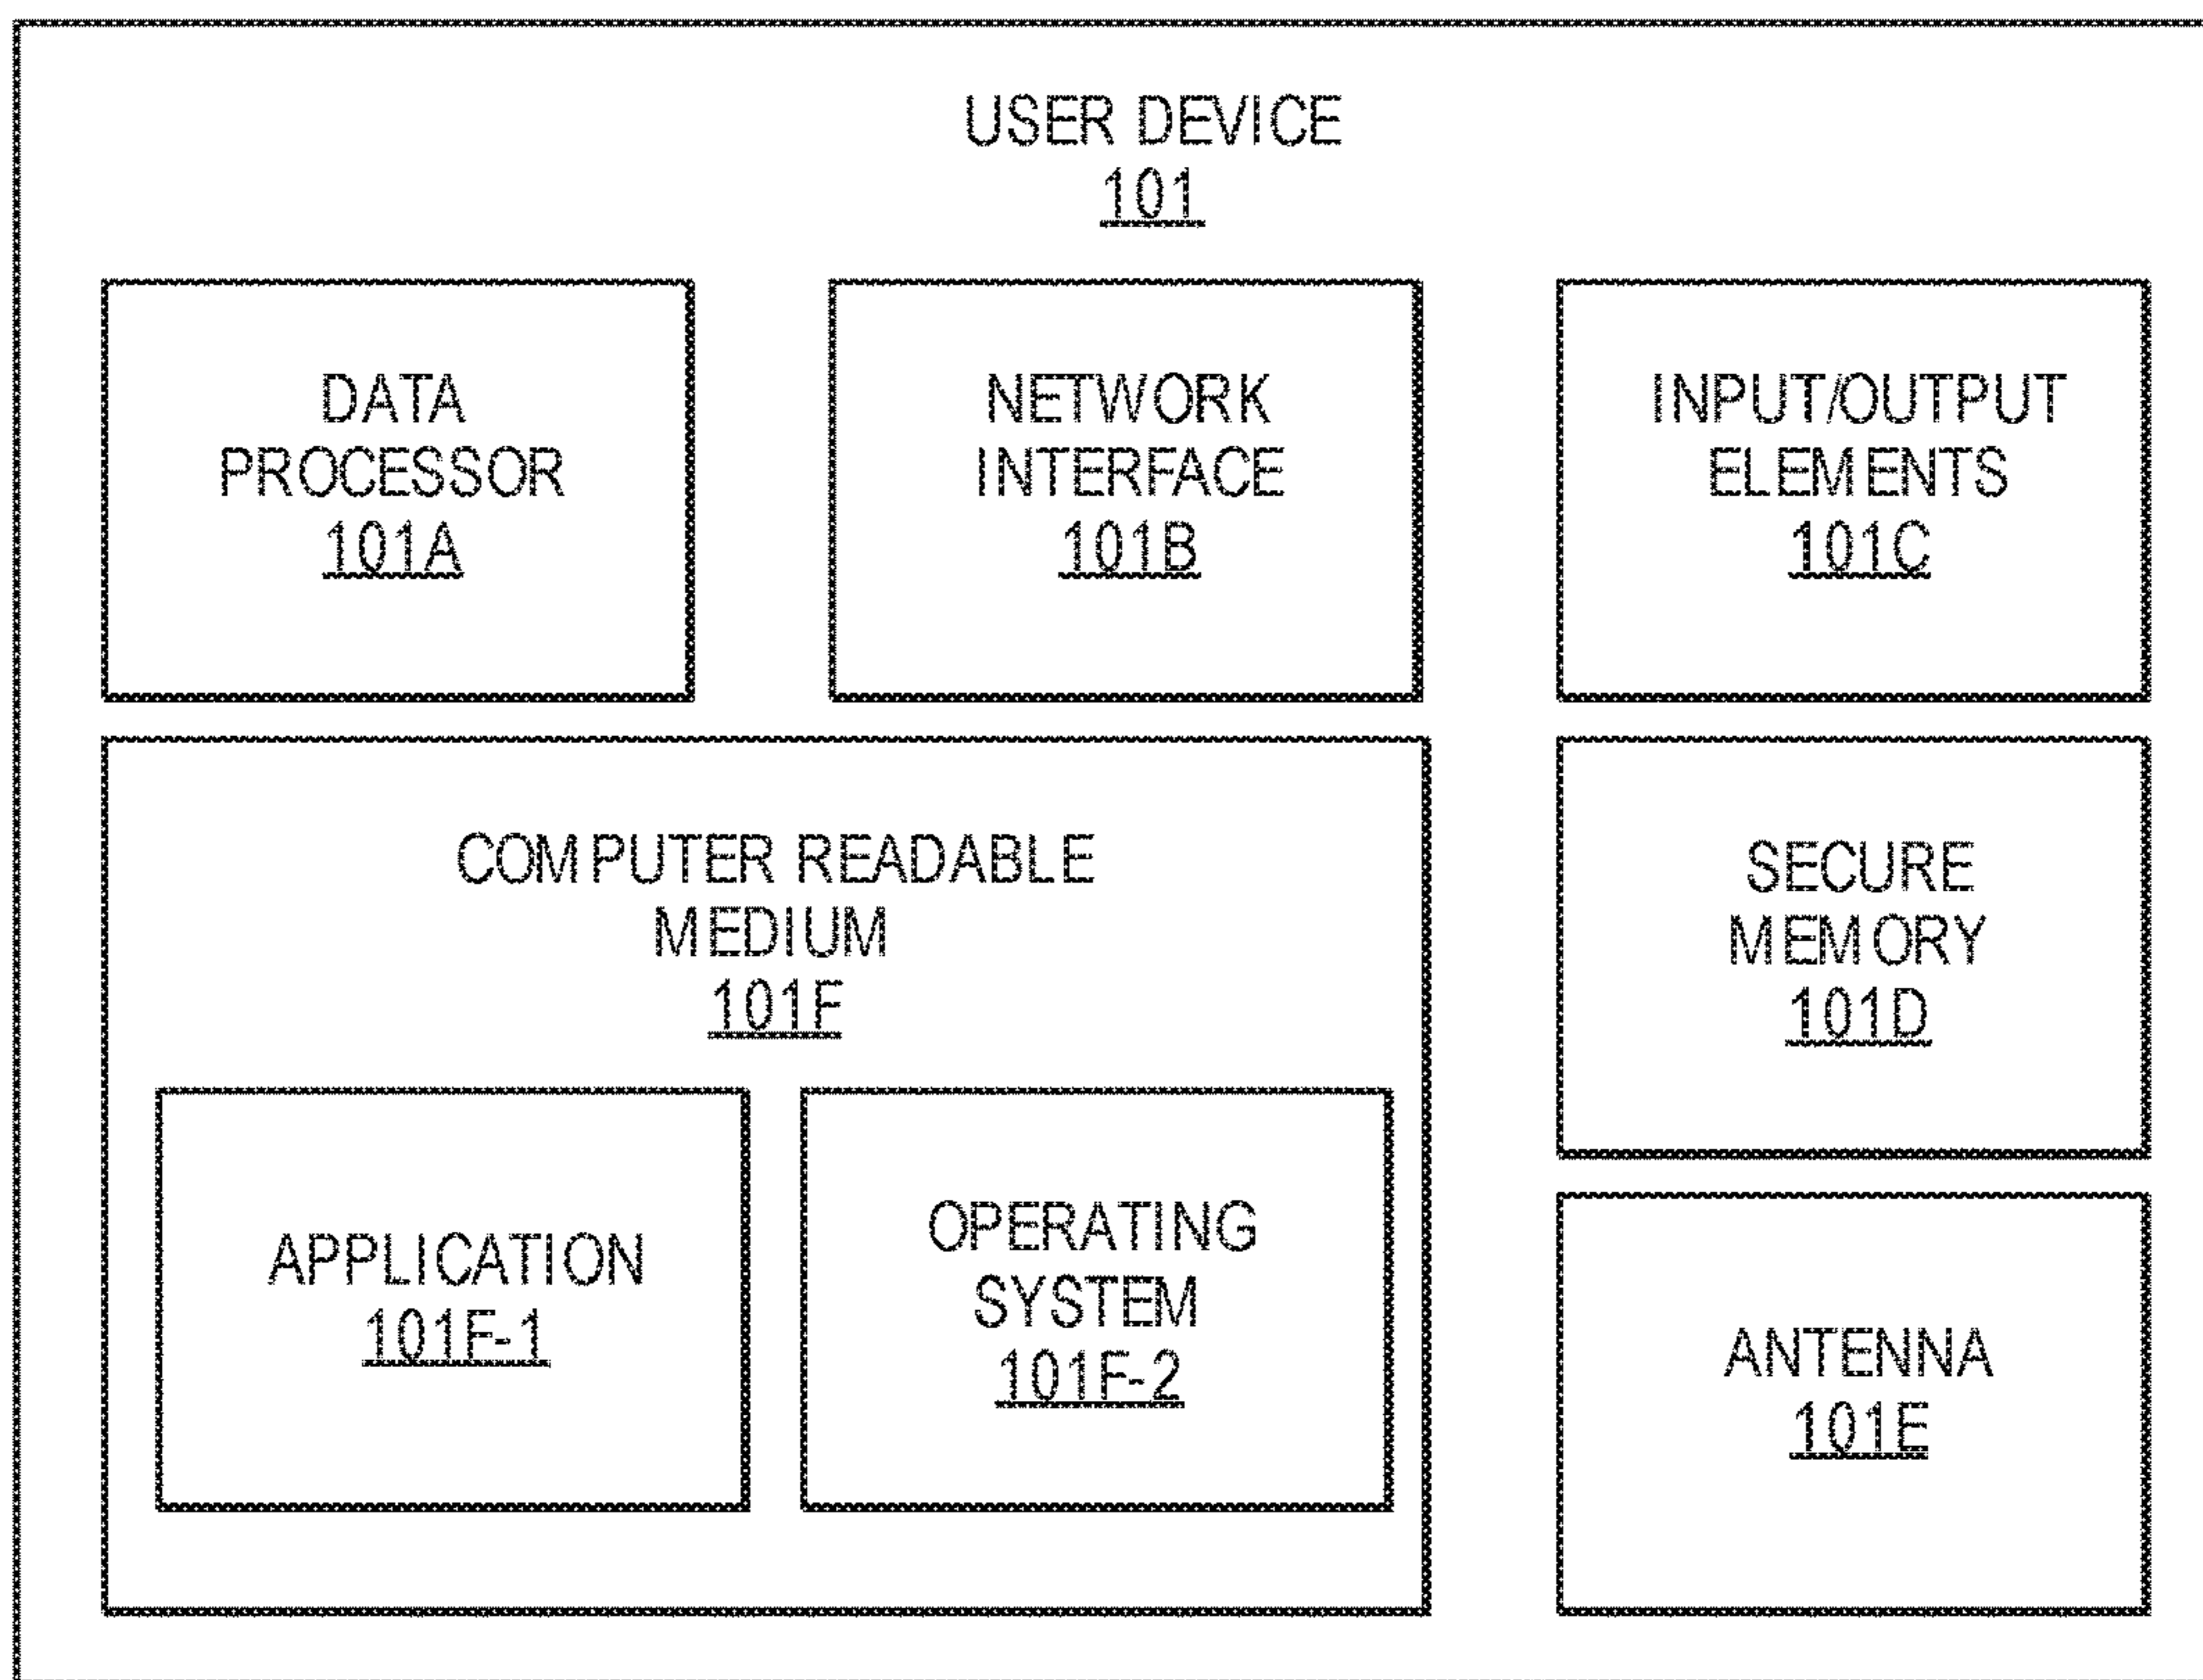 USER DEVICE
101
DATA
PROCESSOR
101A
NETWORK
INTERFACE
101B
INPUT/OUTPUT
ELEMENTS
101C
COMPUTER READABLE
MEDIUM
101F
APPLICATION
101F-1
OPERATING
SYSTEM
101F-2
SECURE
MEMORY
101D
ANTENNA
101E